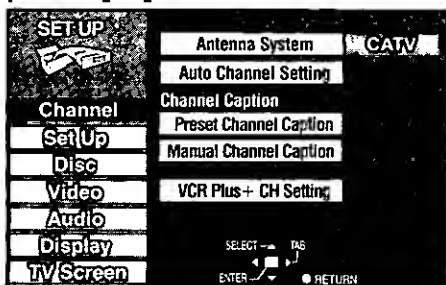 SET UP
Channel
Set Up
Disc
Video
Audio
Display
TV/Screen
Antenna System
CATV
Auto Channel Setting
Channel Caption
Preset Channel Caption
Manual Channel Caption
VCR Plus+ CH Setting
SELECT
TAB
ENTER
RETURN